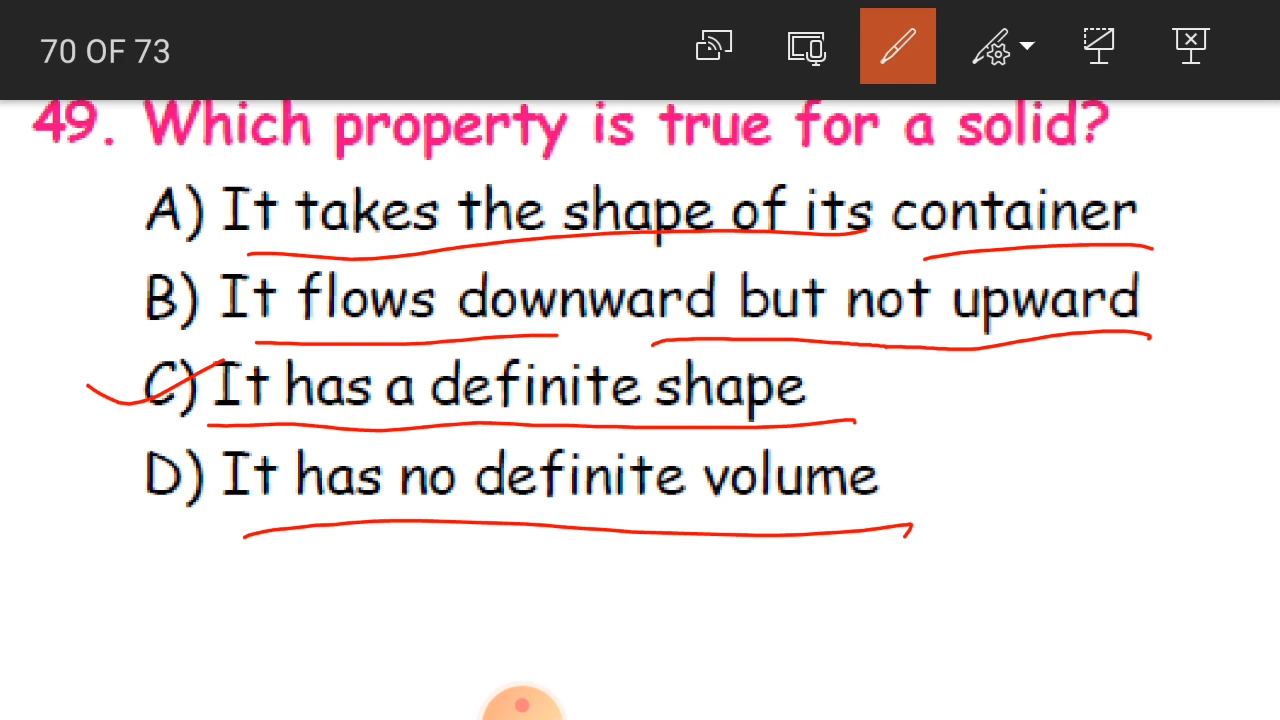 70 OF 73
49. Which property is true for a solid?
A) It takes the shape of its container
B) It flows downward but not upward
C) It has a definite shape
D) It has no definite volume